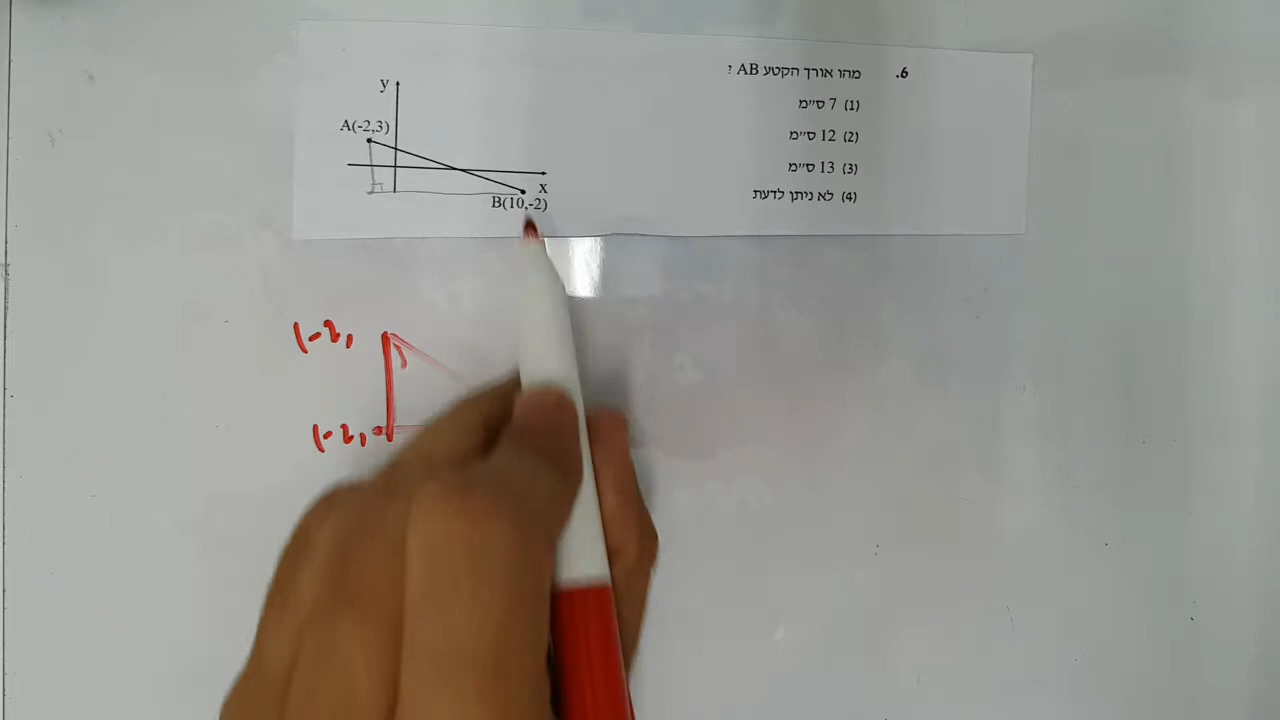 6. מהו אורך הקטע AB ?
(1) 7 ס״מ
(2) 12 ס״מ
(3) 13 ס״מ
(4) לא ניתן לדעת
y
A(-2,3)
x
B(10,-2)
(-2,
(-2,